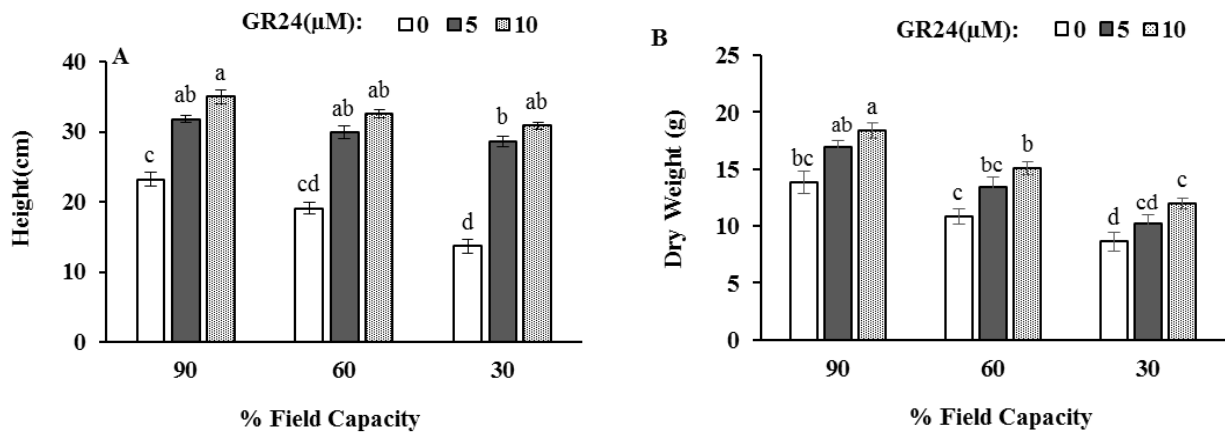 GR24(μM): 0 5 10
A
Height(cm)
40
30
20
10
0
c ab a
cd ab ab
d b ab
90 60 30
% Field Capacity
GR24(μM): 0 5 10
B
Dry Weight (g)
25
20
15
10
5
0
bc ab a
c bc b
d cd c
90 60 30
% Field Capacity